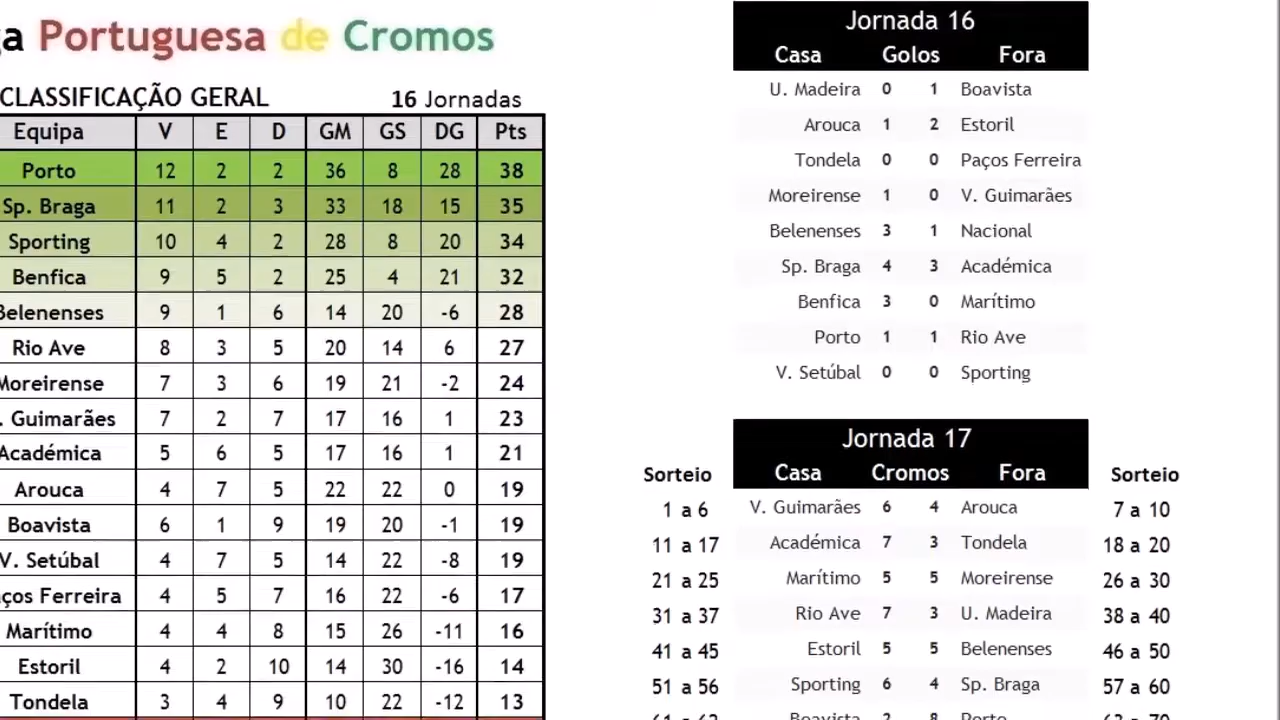 Portuguesa de Cromos
CLASSIFICAÇÃO GERAL 16 Jornadas
Equipa V E D GM GS DG Pts
Porto 12 2 2 36 8 28 38
Sp. Braga 11 2 3 33 18 15 35
Sporting 10 4 2 28 8 20 34
Benfica 9 5 2 25 4 21 32
Belenenses 9 1 6 14 20 -6 28
Rio Ave 8 3 5 20 14 6 27
Moreirense 7 3 6 19 21 -2 24
. Guimarães 7 2 7 17 16 1 23
Académica 5 6 5 17 16 1 21
Arouca 4 7 5 22 22 0 19
Boavista 6 1 9 19 20 -1 19
V. Setúbal 4 7 5 14 22 -8 19
ços Ferreira 4 5 7 16 22 -6 17
Marítimo 4 4 8 15 26 -11 16
Estoril 4 2 10 14 30 -16 14
Tondela 3 4 9 10 22 -12 13
Jornada 16
Casa Golos Fora
U. Madeira 0 1 Boavista
Arouca 1 2 Estoril
Tondela 0 0 Paços Ferreira
Moreirense 1 0 V. Guimarães
Belenenses 3 1 Nacional
Sp. Braga 4 3 Académica
Benfica 3 0 Marítimo
Porto 1 1 Rio Ave
V. Setúbal 0 0 Sporting
Jornada 17
Sorteio Casa Cromos Fora Sorteio
1 a 6 V. Guimarães 6 4 Arouca 7 a 10
11 a 17 Académica 7 3 Tondela 18 a 20
21 a 25 Marítimo 5 5 Moreirense 26 a 30
31 a 37 Rio Ave 7 3 U. Madeira 38 a 40
41 a 45 Estoril 5 5 Belenenses 46 a 50
51 a 56 Sporting 6 4 Sp. Braga 57 a 60
61 a 62 Boavista 2 8 Porto 63 a 70